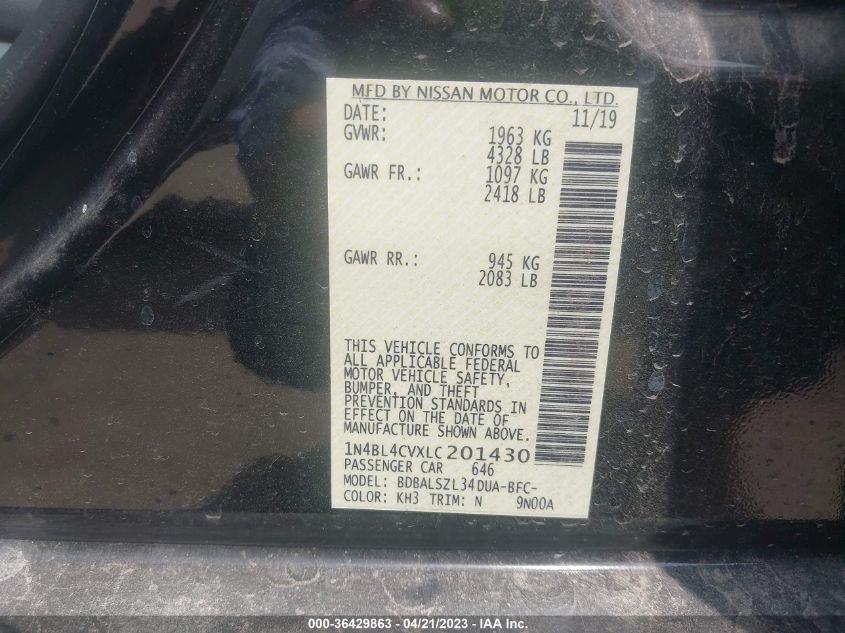 MFD BY NISSAN MOTOR CO., LTD.
DATE: 11/19
GVWR: 1963 KG
4328 LB
GAWR FR.: 1097 KG
2418 LB
GAWR RR.: 945 KG
2083 LB
THIS VEHICLE CONFORMS TO
ALL APPLICABLE FEDERAL
MOTOR VEHICLE SAFETY,
BUMPER, AND THEFT
PREVENTION STANDARDS IN
EFFECT ON THE DATE OF
MANUFACTURE SHOWN ABOVE.
1N4BL4CVXLC201430
PASSENGER CAR 646
MODEL: BDBALSZL34DUA-BFC-
COLOR: KH3 TRIM: N 9N00A
000-36429863 - 04/21/2023 - IAA Inc.